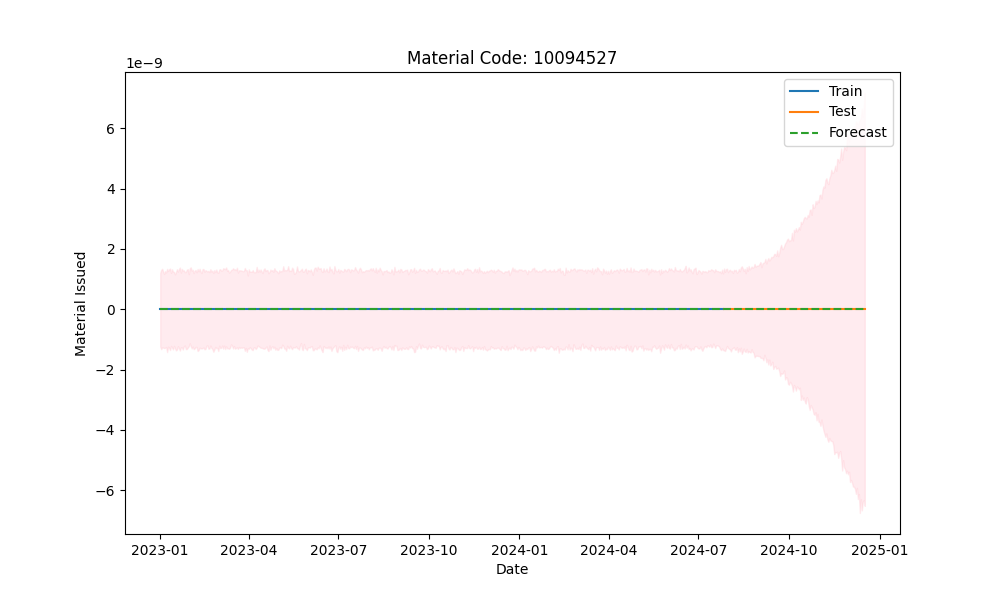 Material Code: 10094527
1e−9
Train
Test
Forecast
6
4
2
0
−2
−4
−6
Material Issued
2023-01 2023-04 2023-07 2023-10 2024-01 2024-04 2024-07 2024-10 2025-01
Date